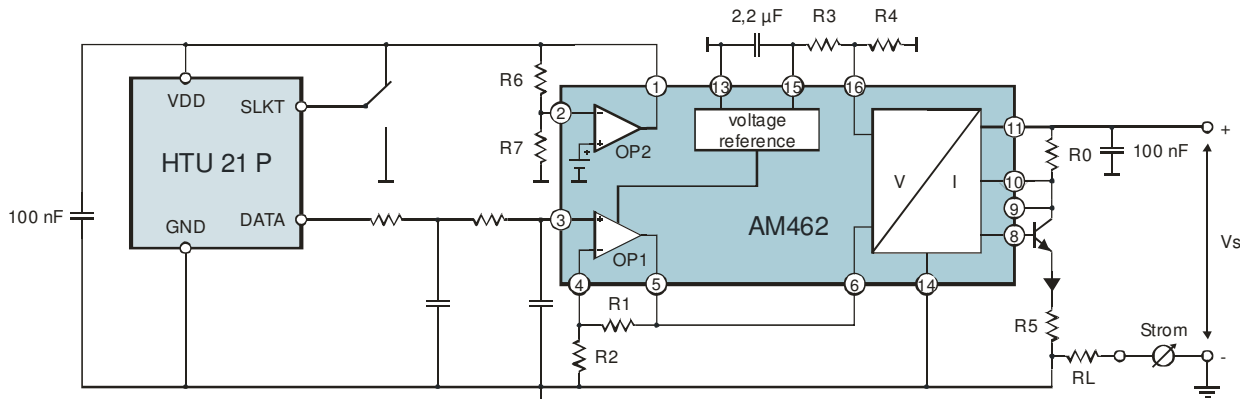 2,2 µF
R3
R4
R6
13
15
16
1
VDD
SLKT
2
voltage
reference
11
+
R7
OP2
R0
100 nF
HTU 21 P
V
I
10
100 nF
GND
DATA
3
AM462
9
8
Vs
OP1
4
5
6
14
R1
R5
Strom
R2
RL
-